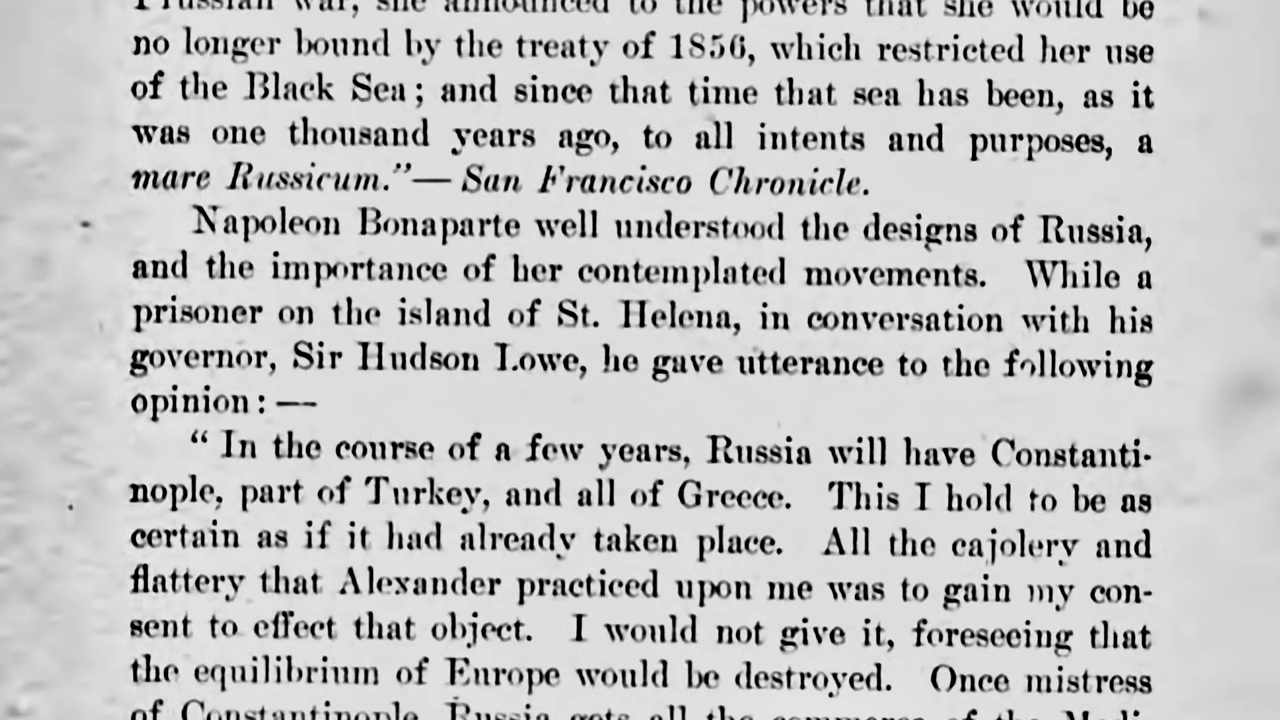 Prussian war, she announced to the powers that she would be
no longer bound by the treaty of 1856, which restricted her use
of the Black Sea; and since that time that sea has been, as it
was one thousand years ago, to all intents and purposes, a
mare Russicum."— San Francisco Chronicle.
Napoleon Bonaparte well understood the designs of Russia,
and the importance of her contemplated movements. While a
prisoner on the island of St. Helena, in conversation with his
governor, Sir Hudson Lowe, he gave utterance to the following
opinion: —
" In the course of a few years, Russia will have Constanti-
nople, part of Turkey, and all of Greece. This I hold to be as
certain as if it had already taken place. All the cajolery and
flattery that Alexander practiced upon me was to gain my con-
sent to effect that object. I would not give it, foreseeing that
the equilibrium of Europe would be destroyed. Once mistress
of Constantinople, Russia gets all the commerce of the Medi-